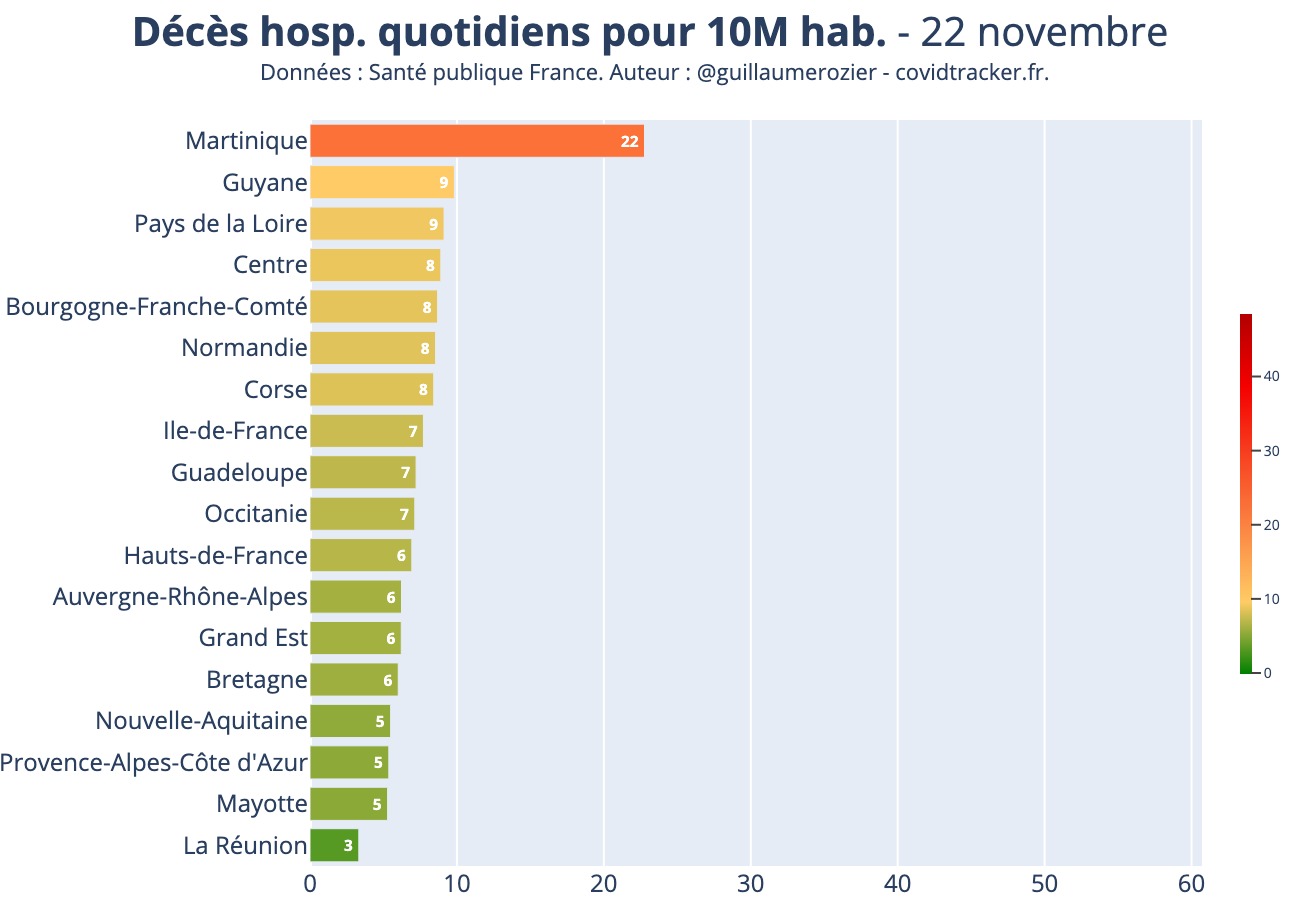 Décès hosp. quotidiens pour 10M hab. - 22 novembre
Données : Santé publique France. Auteur : @guillaumerozier - covidtracker.fr.
Martinique 22
Guyane 9
Pays de la Loire 9
Centre 8
Bourgogne-Franche-Comté 8
Normandie 8
Corse 8
Ile-de-France 7
Guadeloupe 7
Occitanie 7
Hauts-de-France 6
Auvergne-Rhône-Alpes 6
Grand Est 6
Bretagne 6
Nouvelle-Aquitaine 5
Provence-Alpes-Côte d'Azur 5
Mayotte 5
La Réunion 3
0 10 20 30 40 50 60
40
30
20
10
0